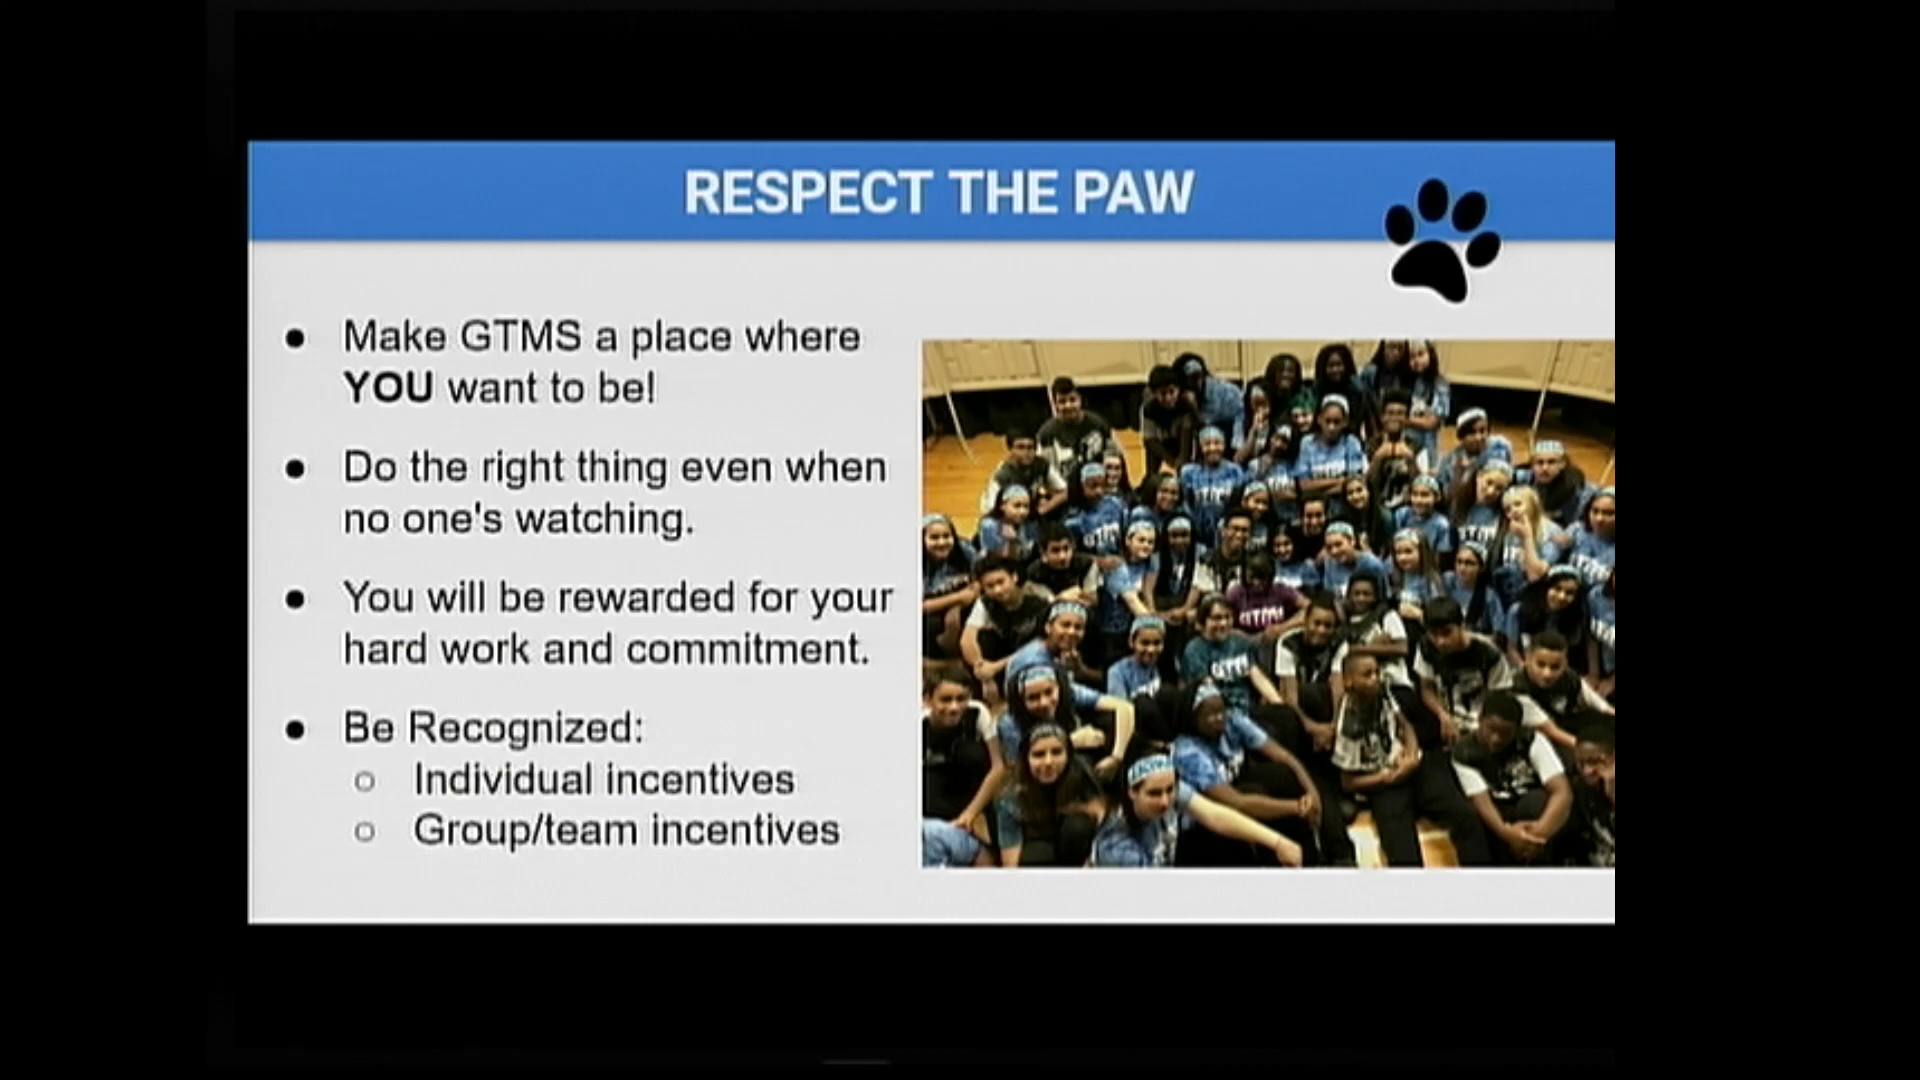 RESPECT THE PAW
● Make GTMS a place where
YOU want to be!
● Do the right thing even when
no one's watching.
● You will be rewarded for your
hard work and commitment.
● Be Recognized:
○ Individual incentives
○ Group/team incentives